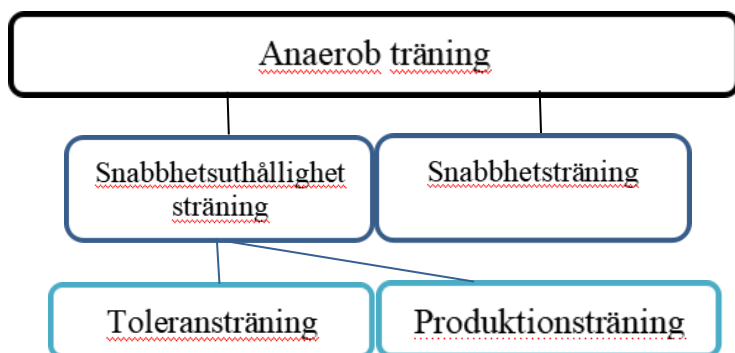 Anaerob träning
Snabbhetsuthållighet
sträning
Snabbhetsträning
Toleransträning
Produktionsträning